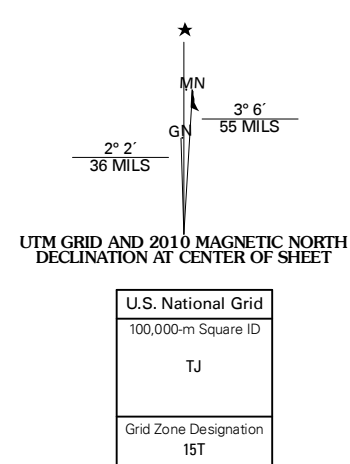 MN
3° 6´
55 MILS
GN
2° 2´
36 MILS
UTM GRID AND 2010 MAGNETIC NORTH
DECLINATION AT CENTER OF SHEET
U.S. National Grid
100,000-m Square ID
TJ
Grid Zone Designation
15T